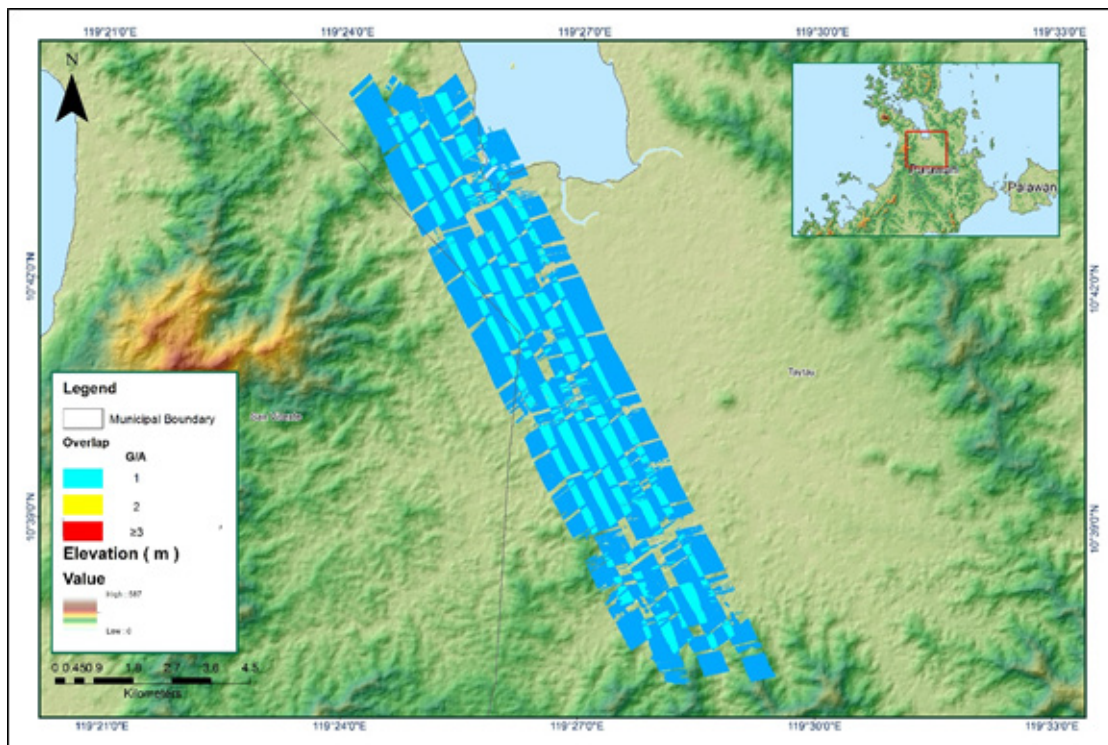 119°21'0"E 119°24'0"E 119°27'0"E 119°30'0"E 119°33'0"E
N
Palawan
10°42'0"N 10°42'0"N
Taytay
Legend
Municipal Boundary
Overlap
G/A
1
2
≥3
Elevation ( m )
Value
High : 587
Low : 0
10°39'0"N 10°39'0"N
0 0.450.9 1.8 2.7 3.6 4.5
Kilometers
119°21'0"E 119°24'0"E 119°27'0"E 119°30'0"E 119°33'0"E